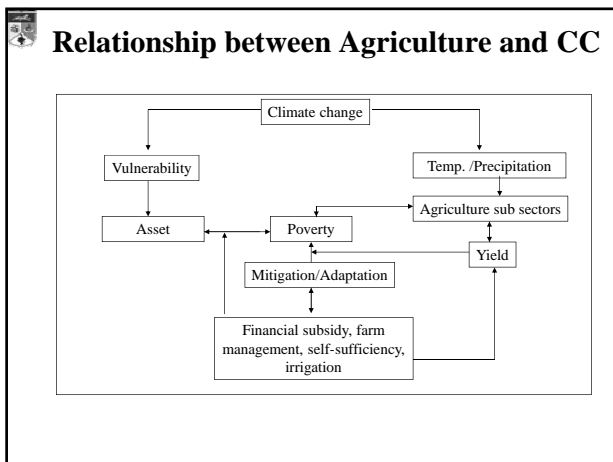 Relationship between Agriculture and CC
Climate change
Vulnerability
Temp. /Precipitation
Agriculture sub sectors
Asset
Poverty
Yield
Mitigation/Adaptation
Financial subsidy, farm
management, self-sufficiency,
irrigation